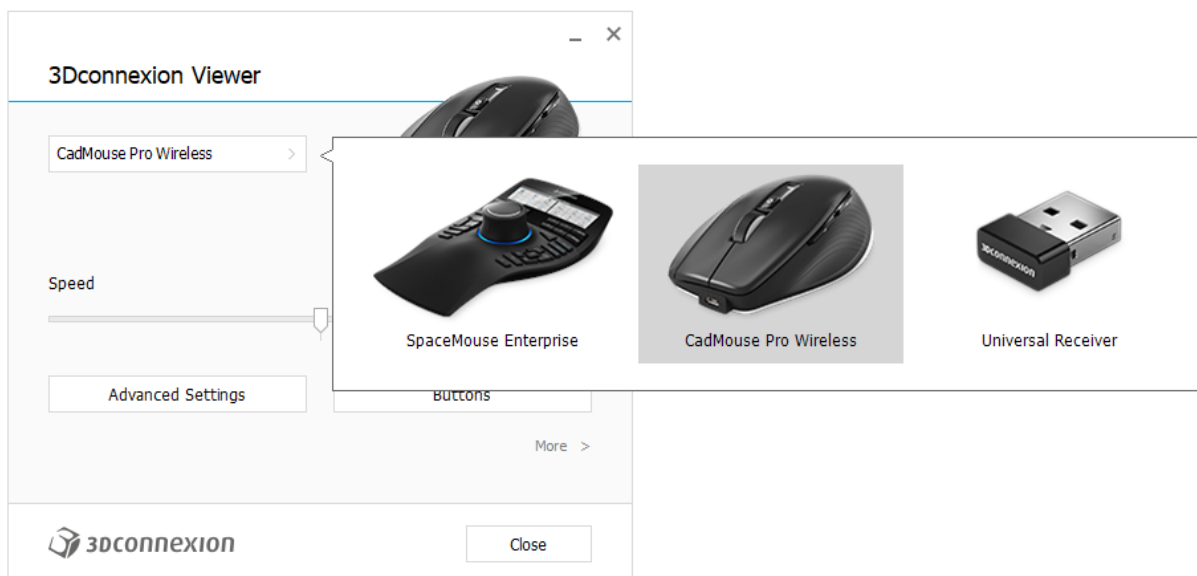 3Dconnexion Viewer
CadMouse Pro Wireless
Speed
SpaceMouse Enterprise
CadMouse Pro Wireless
Universal Receiver
3Dconnexion
Advanced Settings
Buttons
More >
3Dconnexion
Close